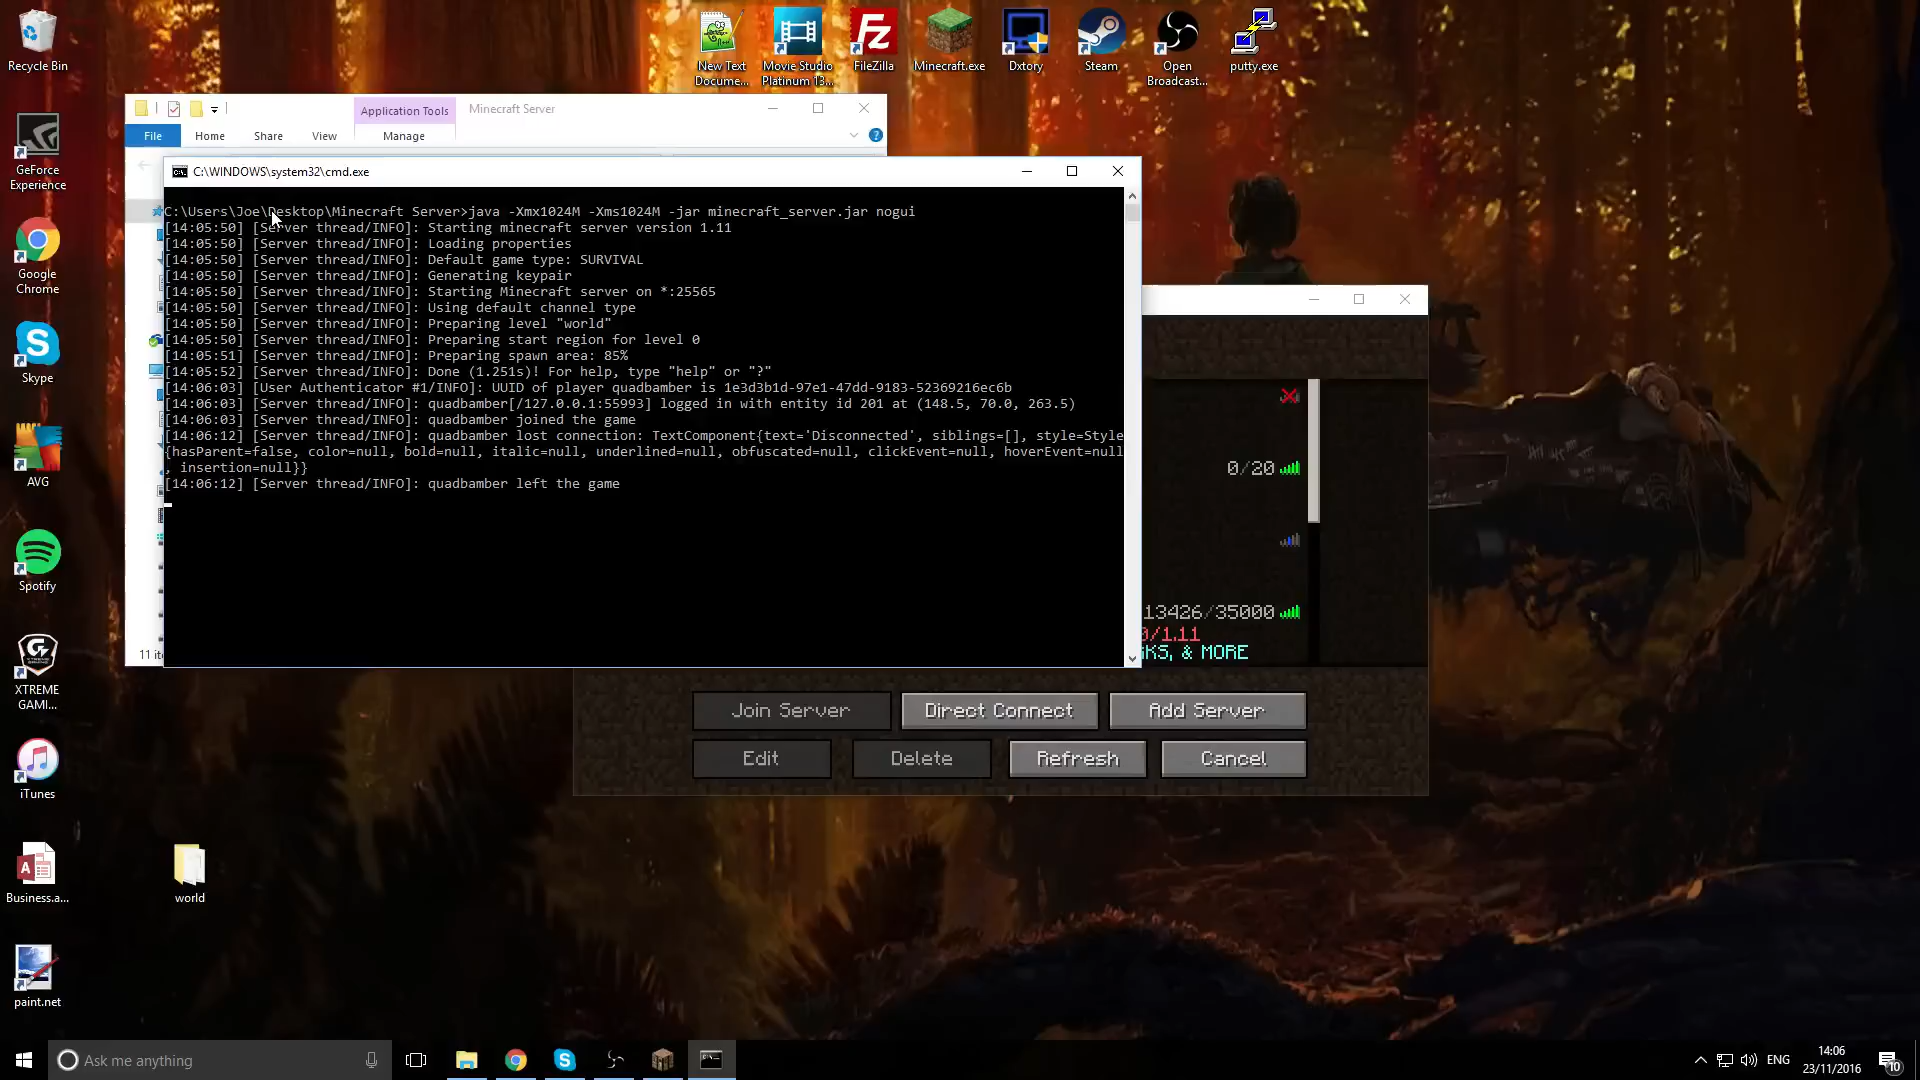 Recycle Bin
New Text Docume...
Movie Studio Platinum 13...
FileZilla
Minecraft.exe
Dxtory
Steam
Open Broadcast...
putty.exe
GeForce Experience
Google Chrome
Skype
AVG
Spotify
XTREME GAMI...
iTunes
Business.a...
paint.net
world
Application Tools
Minecraft Server
File
Home
Share
View
Manage
C:\WINDOWS\system32\cmd.exe
C:\Users\Joe\Desktop\Minecraft Server>java -Xmx1024M -Xms1024M -jar minecraft_server.jar nogui
[14:05:50] [Server thread/INFO]: Starting minecraft server version 1.11
[14:05:50] [Server thread/INFO]: Loading properties
[14:05:50] [Server thread/INFO]: Default game type: SURVIVAL
[14:05:50] [Server thread/INFO]: Generating keypair
[14:05:50] [Server thread/INFO]: Starting Minecraft server on *:25565
[14:05:50] [Server thread/INFO]: Using default channel type
[14:05:50] [Server thread/INFO]: Preparing level "world"
[14:05:50] [Server thread/INFO]: Preparing start region for level 0
[14:05:51] [Server thread/INFO]: Preparing spawn area: 85%
[14:05:52] [Server thread/INFO]: Done (1.251s)! For help, type "help" or "?"
[14:06:03] [User Authenticator #1/INFO]: UUID of player quadbamber is 1e3d3b1d-97e1-47dd-9183-52369216ec6b
[14:06:03] [Server thread/INFO]: quadbamber[/127.0.0.1:55993] logged in with entity id 201 at (148.5, 70.0, 263.5)
[14:06:03] [Server thread/INFO]: quadbamber joined the game
[14:06:12] [Server thread/INFO]: quadbamber lost connection: TextComponent{text='Disconnected', siblings=[], style=Style
{hasParent=false, color=null, bold=null, italic=null, underlined=null, obfuscated=null, clickEvent=null, hoverEvent=null
, insertion=null}}
[14:06:12] [Server thread/INFO]: quadbamber left the game
11 it
0/20
13426/35000
/1.11
KS, & MORE
Join Server
Direct Connect
Add Server
Edit
Delete
Refresh
Cancel
Ask me anything
ENG
14:06
23/11/2016
10